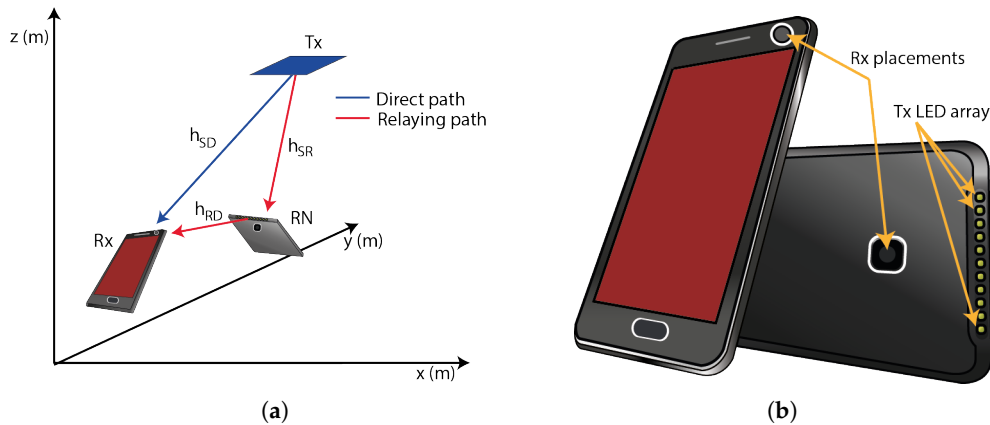 z (m)
Tx
Direct path
Relaying path
h_SD
h_SR
h_RD
RN
Rx
y (m)
x (m)
(a)
Rx placements
Tx LED array
(b)